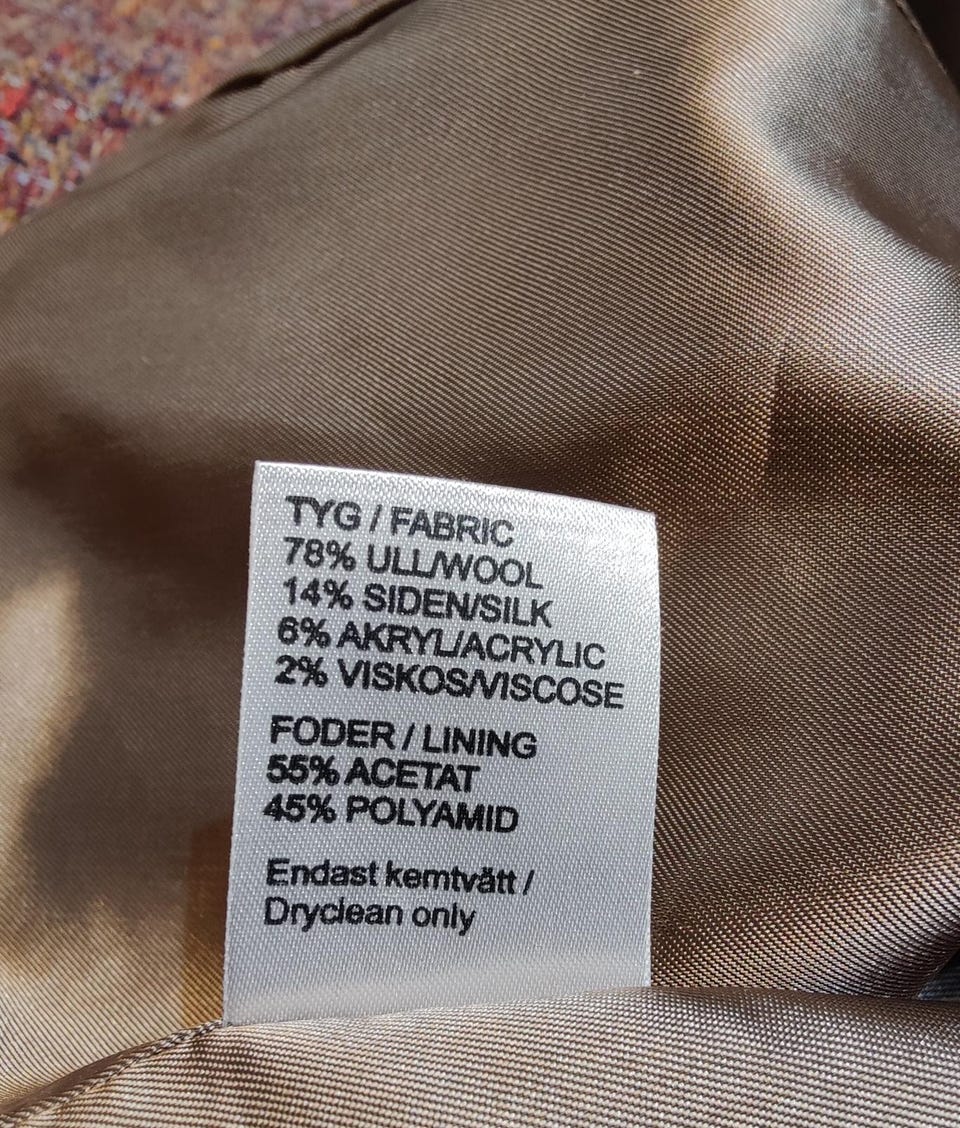 TYG / FABRIC
78% ULL/WOOL
14% SIDEN/SILK
6% AKRYL/ACRYLIC
2% VISKOS/VISCOSE
FODER / LINING
55% ACETAT
45% POLYAMID
Endast kemtvätt /
Dryclean only